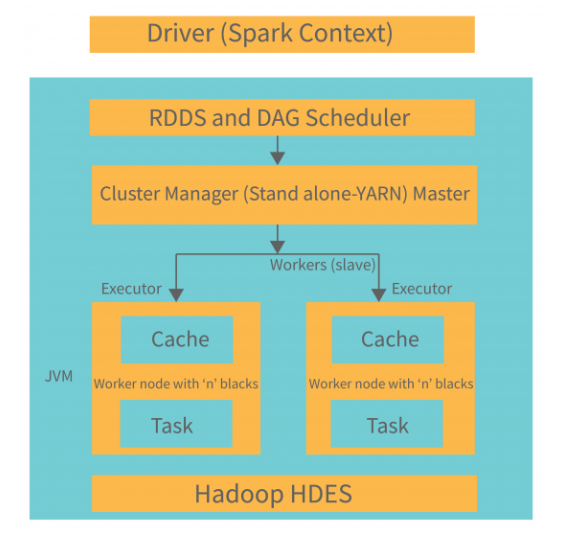 Driver (Spark Context)
RDDS and DAG Scheduler
Cluster Manager (Stand alone-YARN) Master
Workers (slave)
Executor
Executor
Cache
Cache
JVM
Worker node with ‘n’ blacks
Worker node with ‘n’ blacks
Task
Task
Hadoop HDES